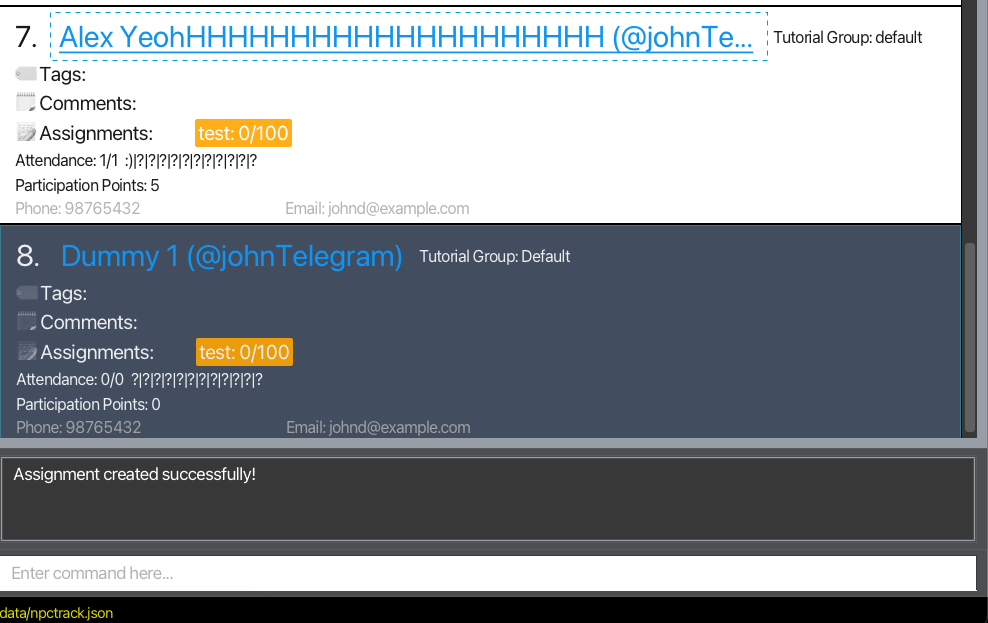 7. Alex YeohHHHHHHHHHHHHHHHHHHHH (@johnTe... Tutorial Group: default
Tags:
Comments:
Assignments: test: 0/100
Attendance: 1/1 :)|?|?|?|?|?|?|?|?|?|?|?
Participation Points: 5
Phone: 98765432 Email: johnd@example.com
8. Dummy 1 (@johnTelegram) Tutorial Group: Default
Tags:
Comments:
Assignments: test: 0/100
Attendance: 0/0 ?|?|?|?|?|?|?|?|?|?|?|?
Participation Points: 0
Phone: 98765432 Email: johnd@example.com
Assignment created successfully!
Enter command here...
data/npctrack.json